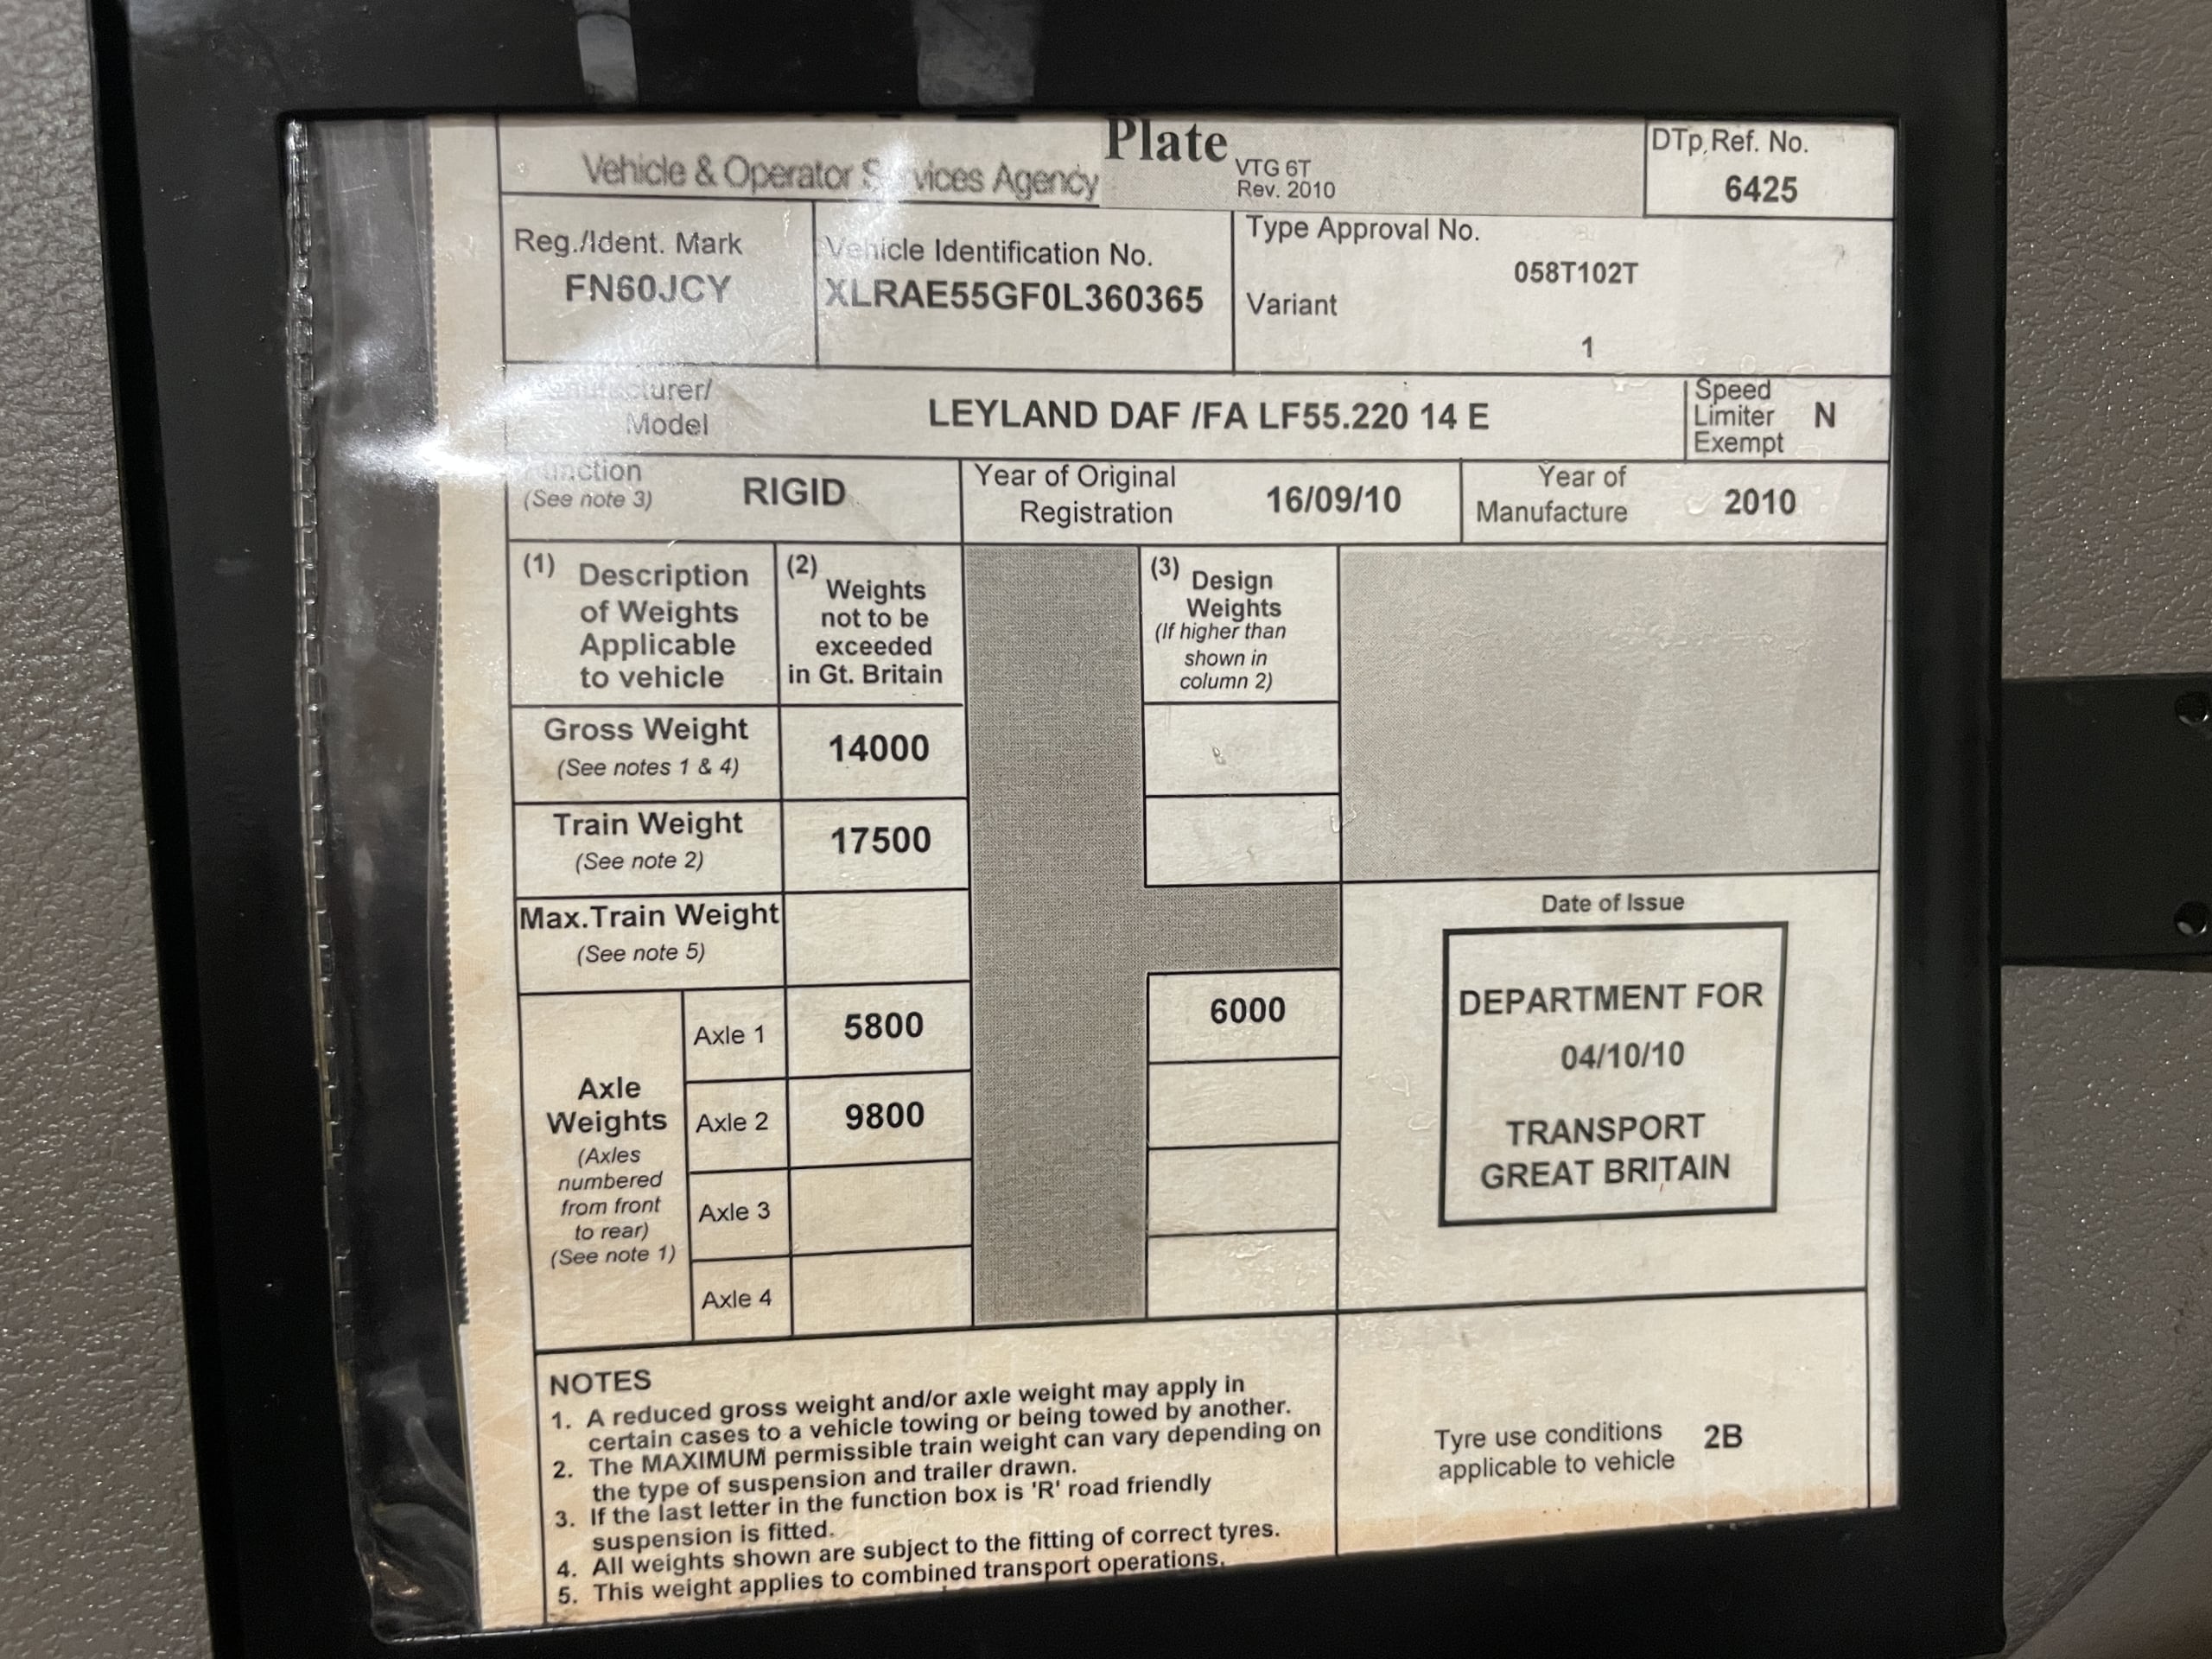 Plate
VTG 6T
Rev. 2010
Vehicle & Operator Services Agency
DTp Ref. No.
6425
Reg./Ident. Mark
FN60JCY
Vehicle Identification No.
XLRAE55GF0L360365
Type Approval No.
058T102T
Variant
1
Manufacturer/
Model
LEYLAND DAF /FA LF55.220 14 E
Speed
Limiter
Exempt
N
Function
(See note 3)
RIGID
Year of Original
Registration
16/09/10
Year of
Manufacture
2010
(1) Description
of Weights
Applicable
to vehicle
(2) Weights
not to be
exceeded
in Gt. Britain
(3) Design
Weights
(If higher than
shown in
column 2)
Gross Weight
(See notes 1 & 4)
14000
Train Weight
(See note 2)
17500
Max.Train Weight
(See note 5)
Axle
Weights
(Axles
numbered
from front
to rear)
(See note 1)
Axle 1
5800
6000
Axle 2
9800
Axle 3
Axle 4
Date of Issue
DEPARTMENT FOR
04/10/10
TRANSPORT
GREAT BRITAIN
NOTES
1. A reduced gross weight and/or axle weight may apply in
certain cases to a vehicle towing or being towed by another.
2. The MAXIMUM permissible train weight can vary depending on
the type of suspension and trailer drawn.
3. If the last letter in the function box is 'R' road friendly
suspension is fitted.
4. All weights shown are subject to the fitting of correct tyres.
5. This weight applies to combined transport operations.
Tyre use conditions
applicable to vehicle
2B